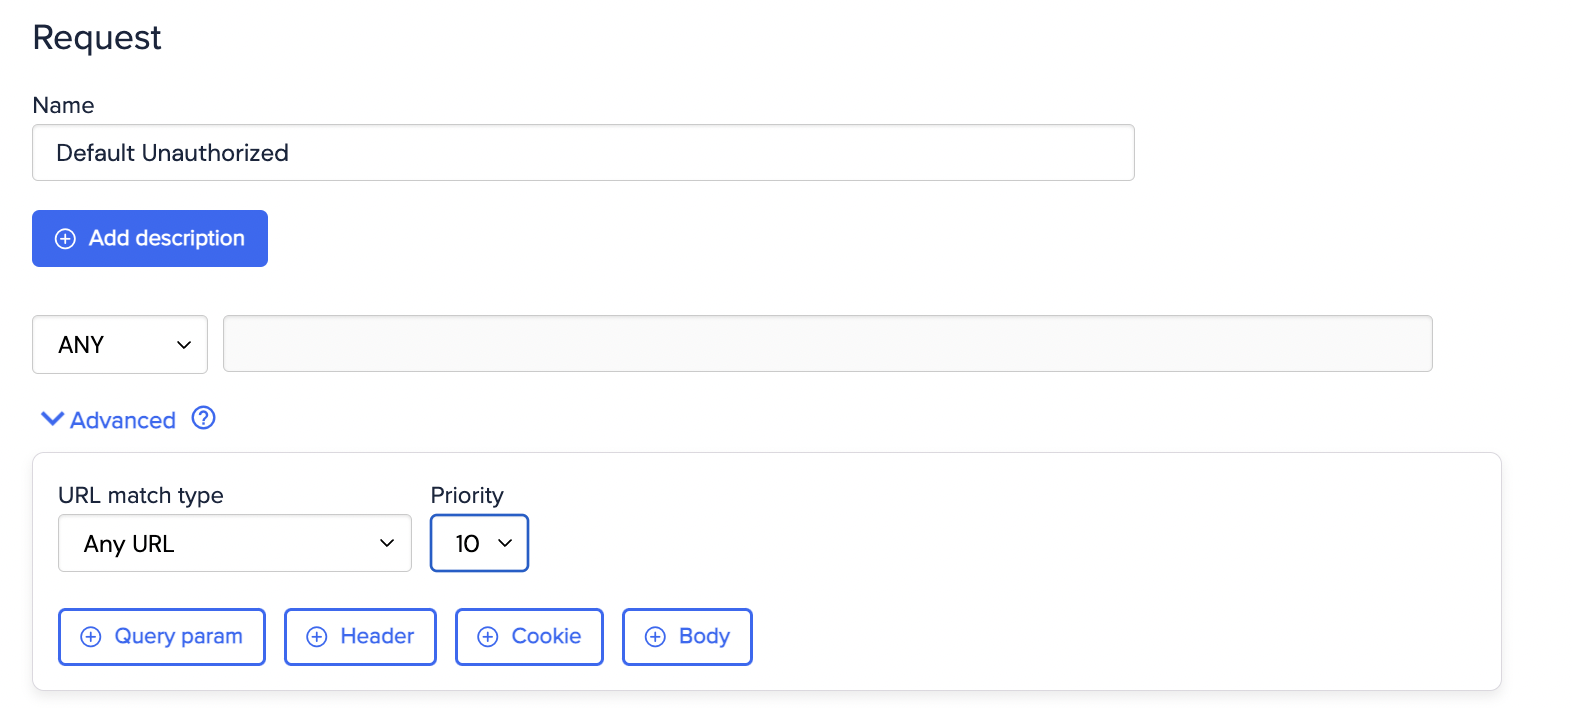 Request
Name
Default Unauthorized
Add description
ANY
Advanced ?
URL match type Priority
Any URL 10
Query param Header Cookie Body